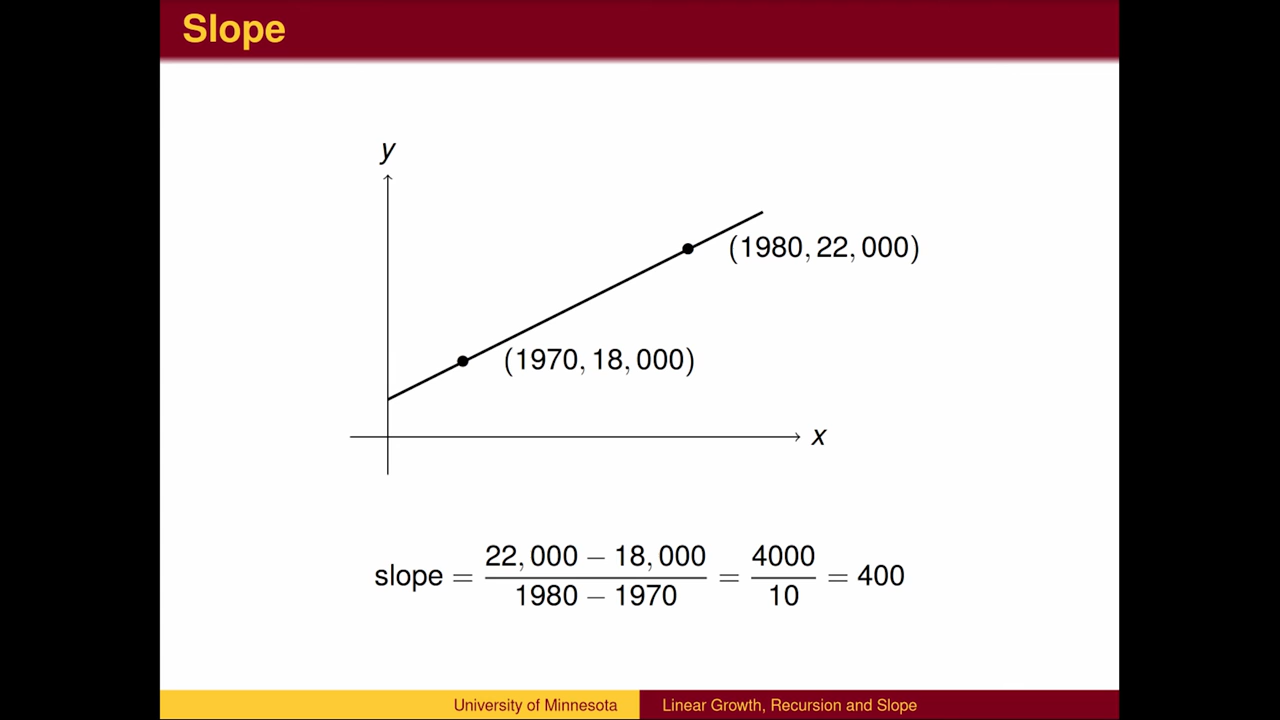 Slope
y
(1980, 22, 000)
(1970, 18, 000)
x
slope = 22, 000 − 18, 000 / 1980 − 1970 = 4000 / 10 = 400
University of Minnesota
Linear Growth, Recursion and Slope